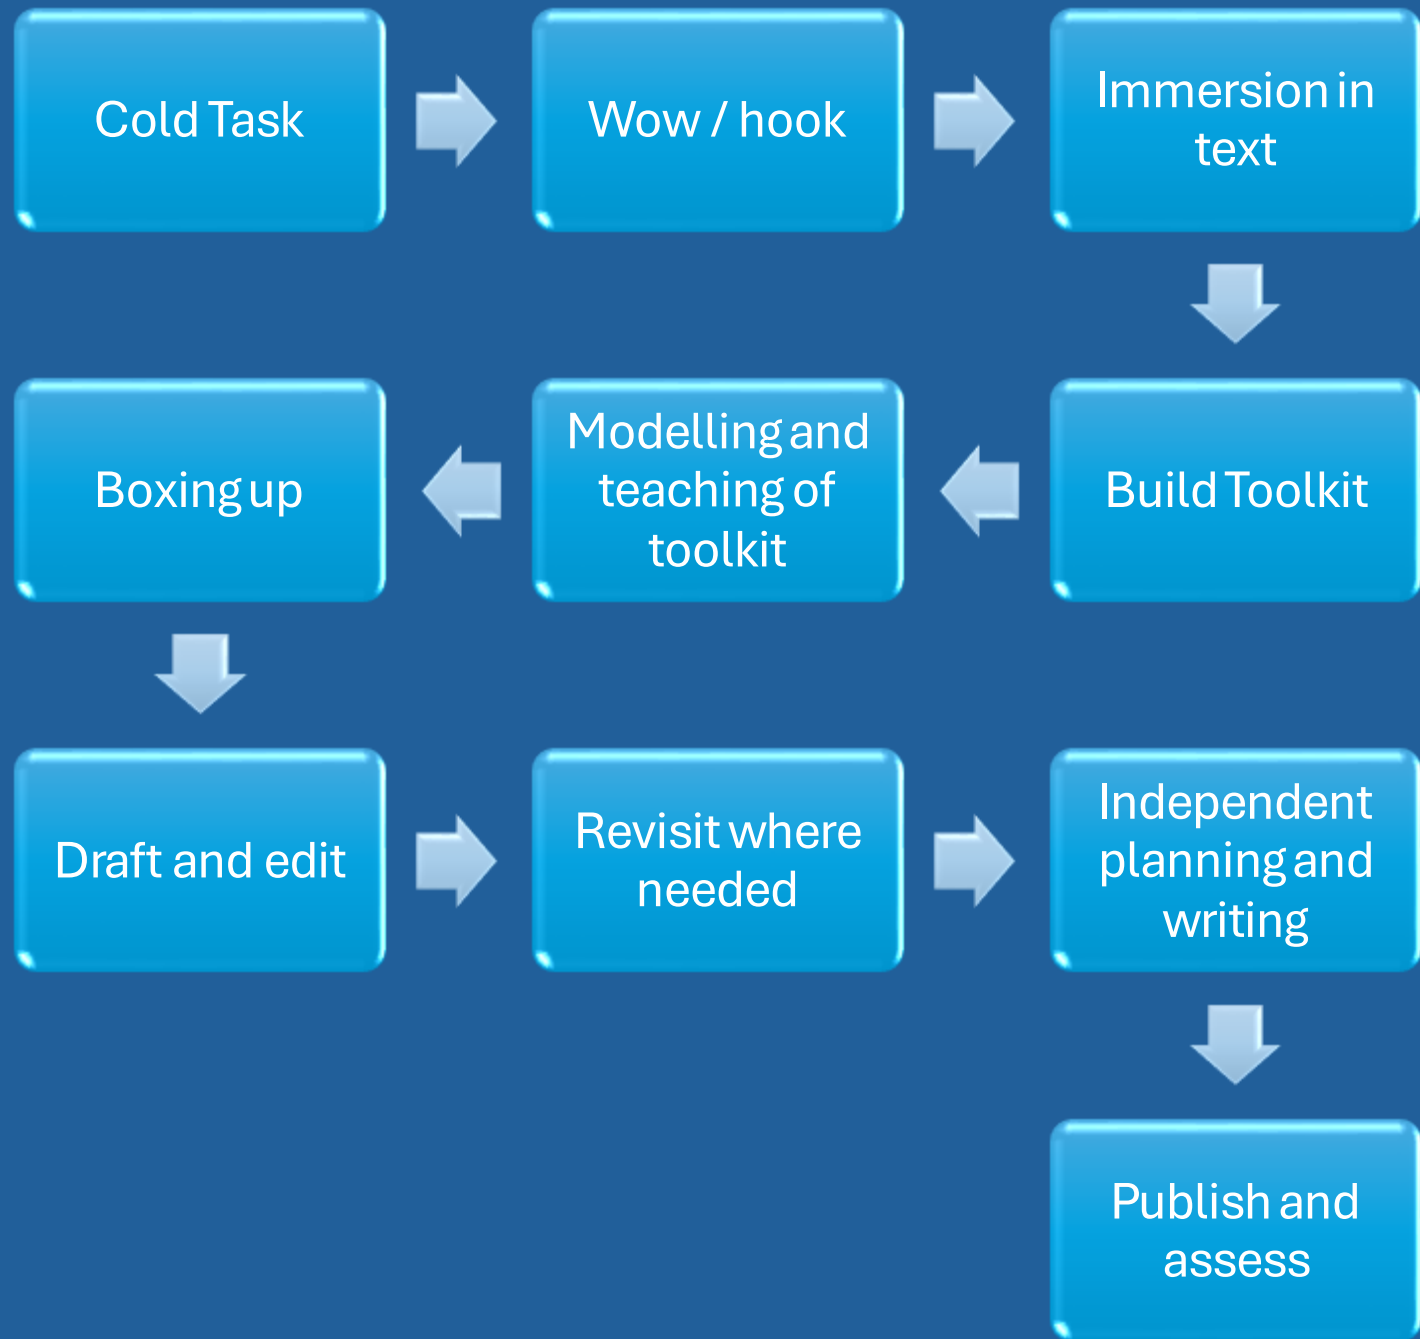 Cold Task
Wow / hook
Immersion in
text
Build Toolkit
Modelling and
teaching of
toolkit
Boxing up
Draft and edit
Revisit where
needed
Independent
planning and
writing
Publish and
assess